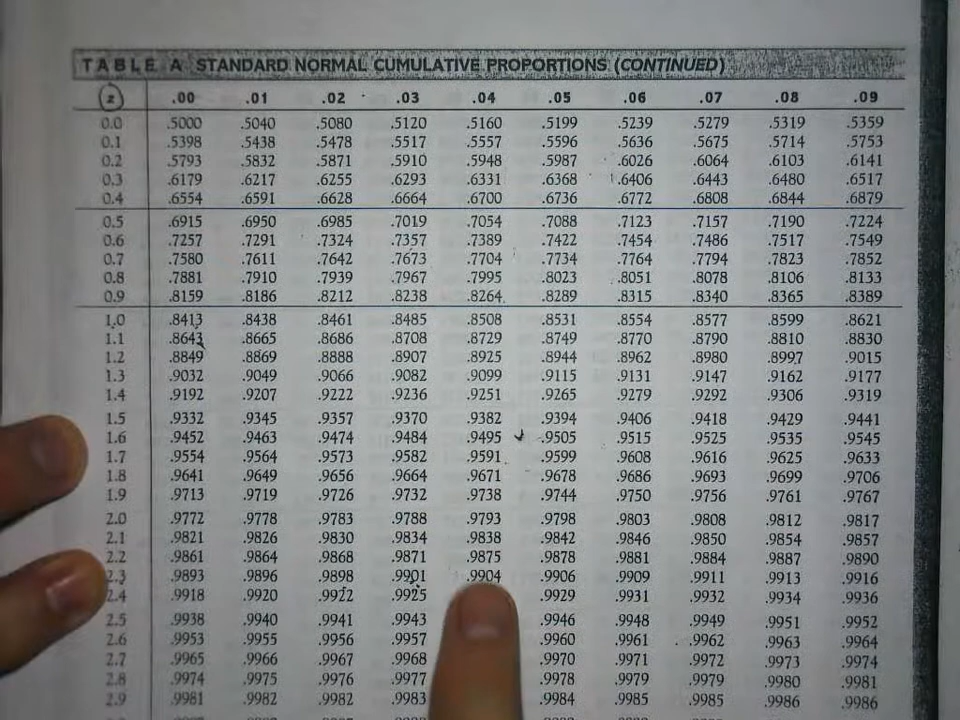 TABLE A STANDARD NORMAL CUMULATIVE PROPORTIONS (CONTINUED)
z .00 .01 .02 .03 .04 .05 .06 .07 .08 .09
0.0 .5000 .5040 .5080 .5120 .5160 .5199 .5239 .5279 .5319 .5359
0.1 .5398 .5438 .5478 .5517 .5557 .5596 .5636 .5675 .5714 .5753
0.2 .5793 .5832 .5871 .5910 .5948 .5987 .6026 .6064 .6103 .6141
0.3 .6179 .6217 .6255 .6293 .6331 .6368 .6406 .6443 .6480 .6517
0.4 .6554 .6591 .6628 .6664 .6700 .6736 .6772 .6808 .6844 .6879
0.5 .6915 .6950 .6985 .7019 .7054 .7088 .7123 .7157 .7190 .7224
0.6 .7257 .7291 .7324 .7357 .7389 .7422 .7454 .7486 .7517 .7549
0.7 .7580 .7611 .7642 .7673 .7704 .7734 .7764 .7794 .7823 .7852
0.8 .7881 .7910 .7939 .7967 .7995 .8023 .8051 .8078 .8106 .8133
0.9 .8159 .8186 .8212 .8238 .8264 .8289 .8315 .8340 .8365 .8389
1.0 .8413 .8438 .8461 .8485 .8508 .8531 .8554 .8577 .8599 .8621
1.1 .8643 .8665 .8686 .8708 .8729 .8749 .8770 .8790 .8810 .8830
1.2 .8849 .8869 .8888 .8907 .8925 .8944 .8962 .8980 .8997 .9015
1.3 .9032 .9049 .9066 .9082 .9099 .9115 .9131 .9147 .9162 .9177
1.4 .9192 .9207 .9222 .9236 .9251 .9265 .9279 .9292 .9306 .9319
1.5 .9332 .9345 .9357 .9370 .9382 .9394 .9406 .9418 .9429 .9441
1.6 .9452 .9463 .9474 .9484 .9495 .9505 .9515 .9525 .9535 .9545
1.7 .9554 .9564 .9573 .9582 .9591 .9599 .9608 .9616 .9625 .9633
1.8 .9641 .9649 .9656 .9664 .9671 .9678 .9686 .9693 .9699 .9706
1.9 .9713 .9719 .9726 .9732 .9738 .9744 .9750 .9756 .9761 .9767
2.0 .9772 .9778 .9783 .9788 .9793 .9798 .9803 .9808 .9812 .9817
2.1 .9821 .9826 .9830 .9834 .9838 .9842 .9846 .9850 .9854 .9857
2.2 .9861 .9864 .9868 .9871 .9875 .9878 .9881 .9884 .9887 .9890
2.3 .9893 .9896 .9898 .9901 .9904 .9906 .9909 .9911 .9913 .9916
2.4 .9918 .9920 .9922 .9925 .9929 .9931 .9932 .9934 .9936
2.5 .9938 .9940 .9941 .9943 .9946 .9948 .9949 .9951 .9952
2.6 .9953 .9955 .9956 .9957 .9960 .9961 .9962 .9963 .9964
2.7 .9965 .9966 .9967 .9968 .9970 .9971 .9972 .9973 .9974
2.8 .9974 .9975 .9976 .9977 .9978 .9979 .9979 .9980 .9981
2.9 .9981 .9982 .9982 .9983 .9984 .9985 .9985 .9986 .9986